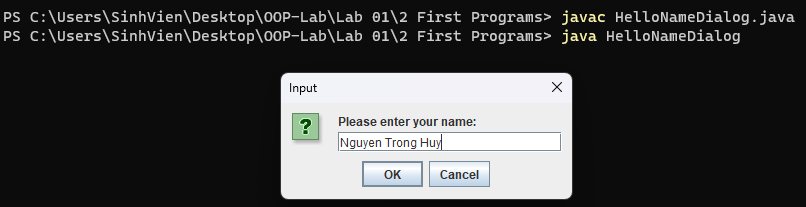 PS C:\Users\SinhVien\Desktop\OOP-Lab\Lab 01\2 First Programs> javac HelloNameDialog.java
PS C:\Users\SinhVien\Desktop\OOP-Lab\Lab 01\2 First Programs> java HelloNameDialog
Input
?
Please enter your name:
Nguyen Trong Huy
OK Cancel